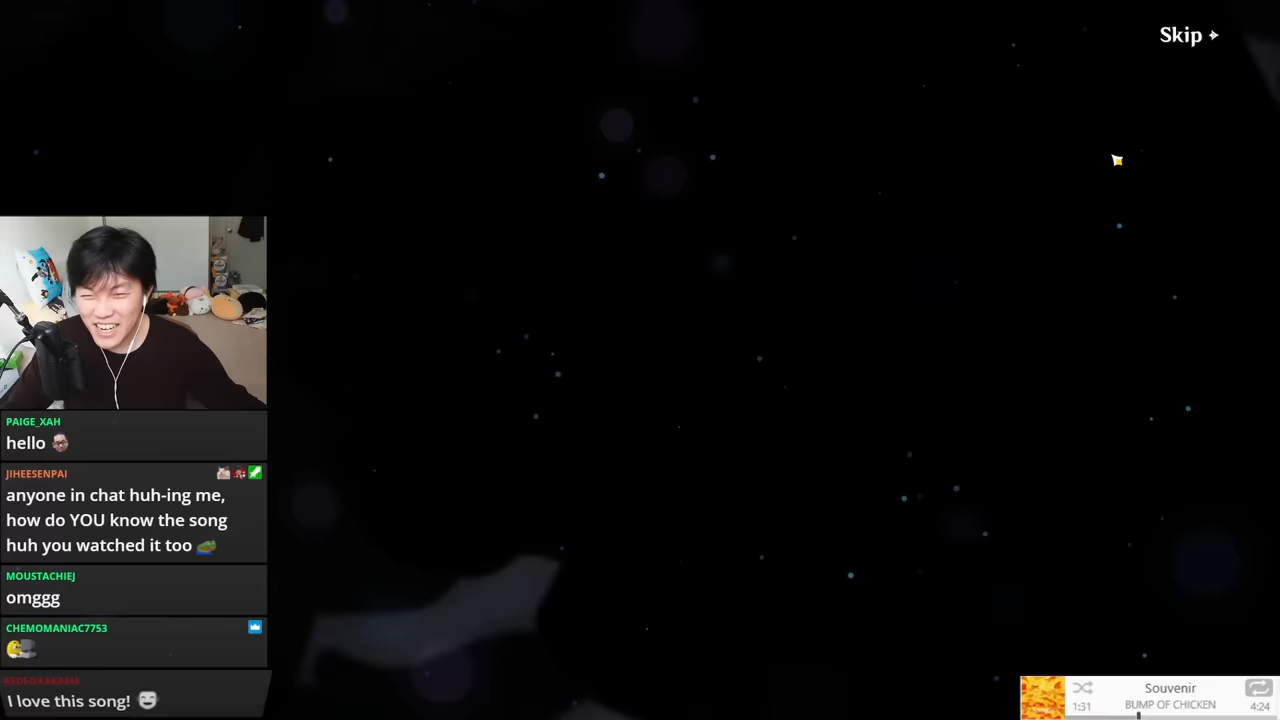 Skip
PAIGE_XAH
hello
JIHEESENPAI
anyone in chat huh-ing me,
how do YOU know the song
huh you watched it too
MOUSTACHIEJ
omggg
CHEMOMANIAC7753
I love this song!
Souvenir
1:31 BUMP OF CHICKEN 4:24